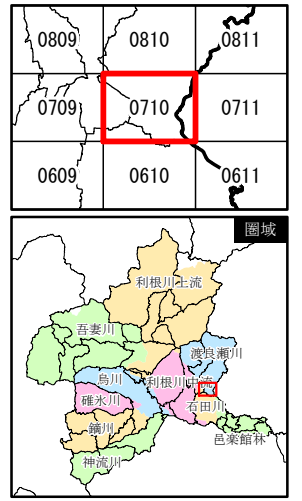 0809 0810 0811
0709 0710 0711
0609 0610 0611
圏域
利根川上流
吾妻川
渡良瀬川
烏川 利根川中流
碓氷川
石田川
鏑川
邑楽館林
神流川